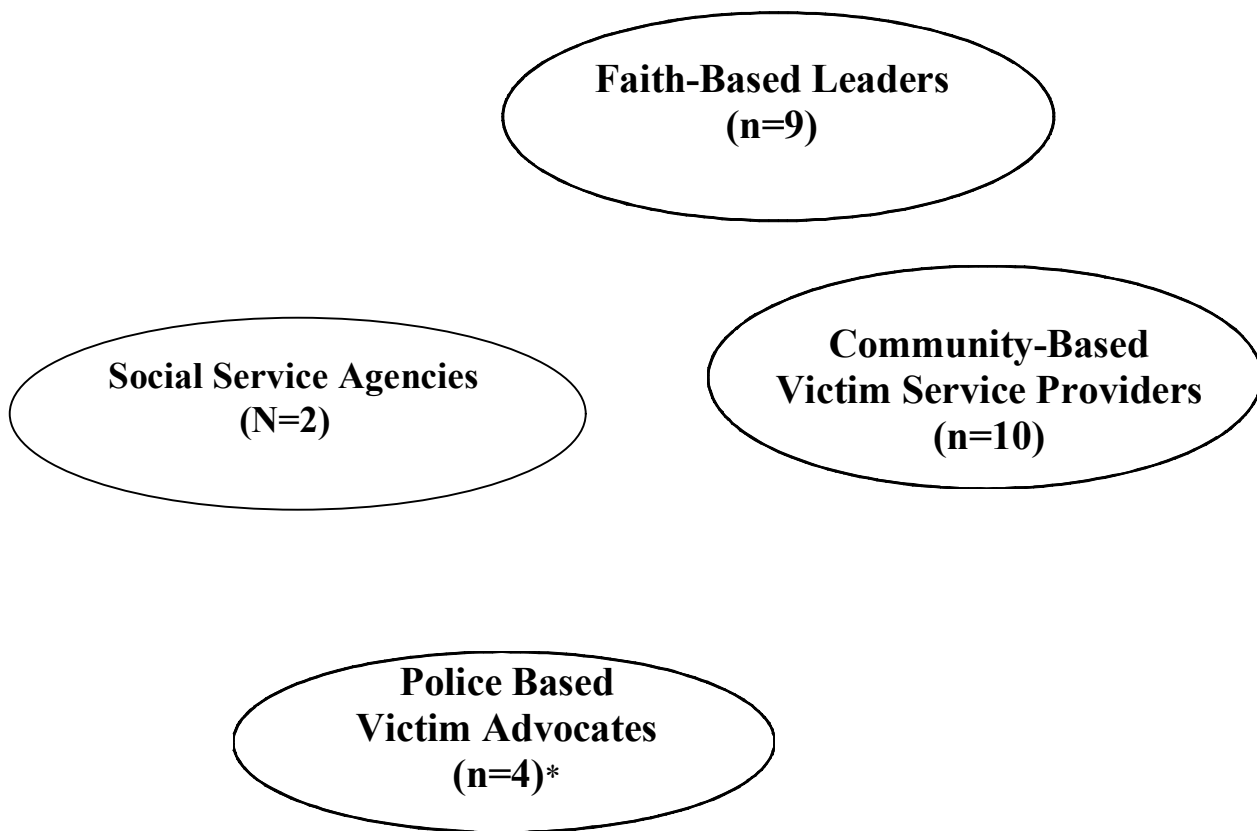 Faith-Based Leaders
(n=9)
Community-Based
Victim Service Providers
(n=10)
Social Service Agencies
(N=2)
Police Based
Victim Advocates
(n=4)*